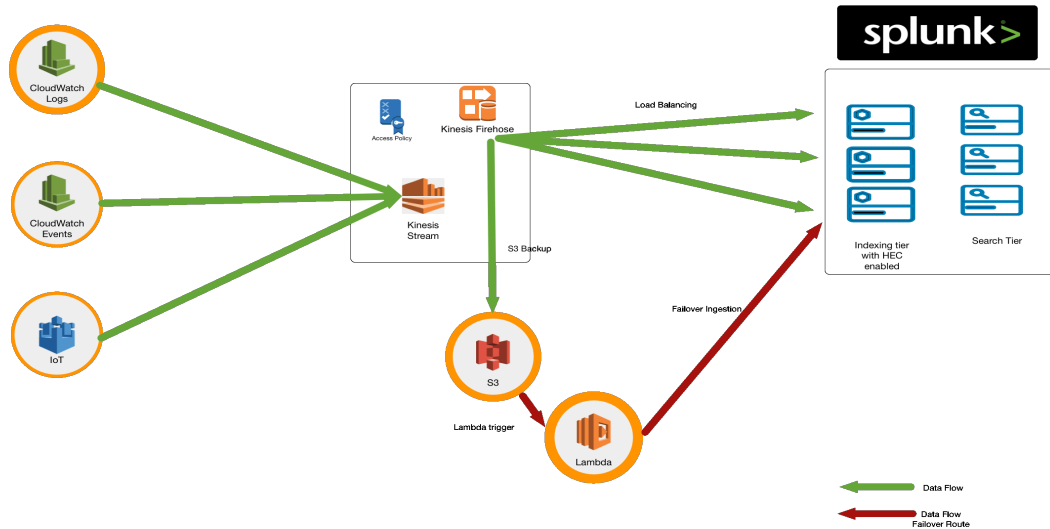 splunk>
CloudWatch
Logs
Access Policy
Kinesis Firehose
Load Balancing
Kinesis
Stream
CloudWatch
Events
S3 Backup
Indexing tier
with HEC
enabled
Search Tier
Failover Ingestion
IoT
S3
Lambda trigger
Lambda
Data Flow
Data Flow
Failover Route